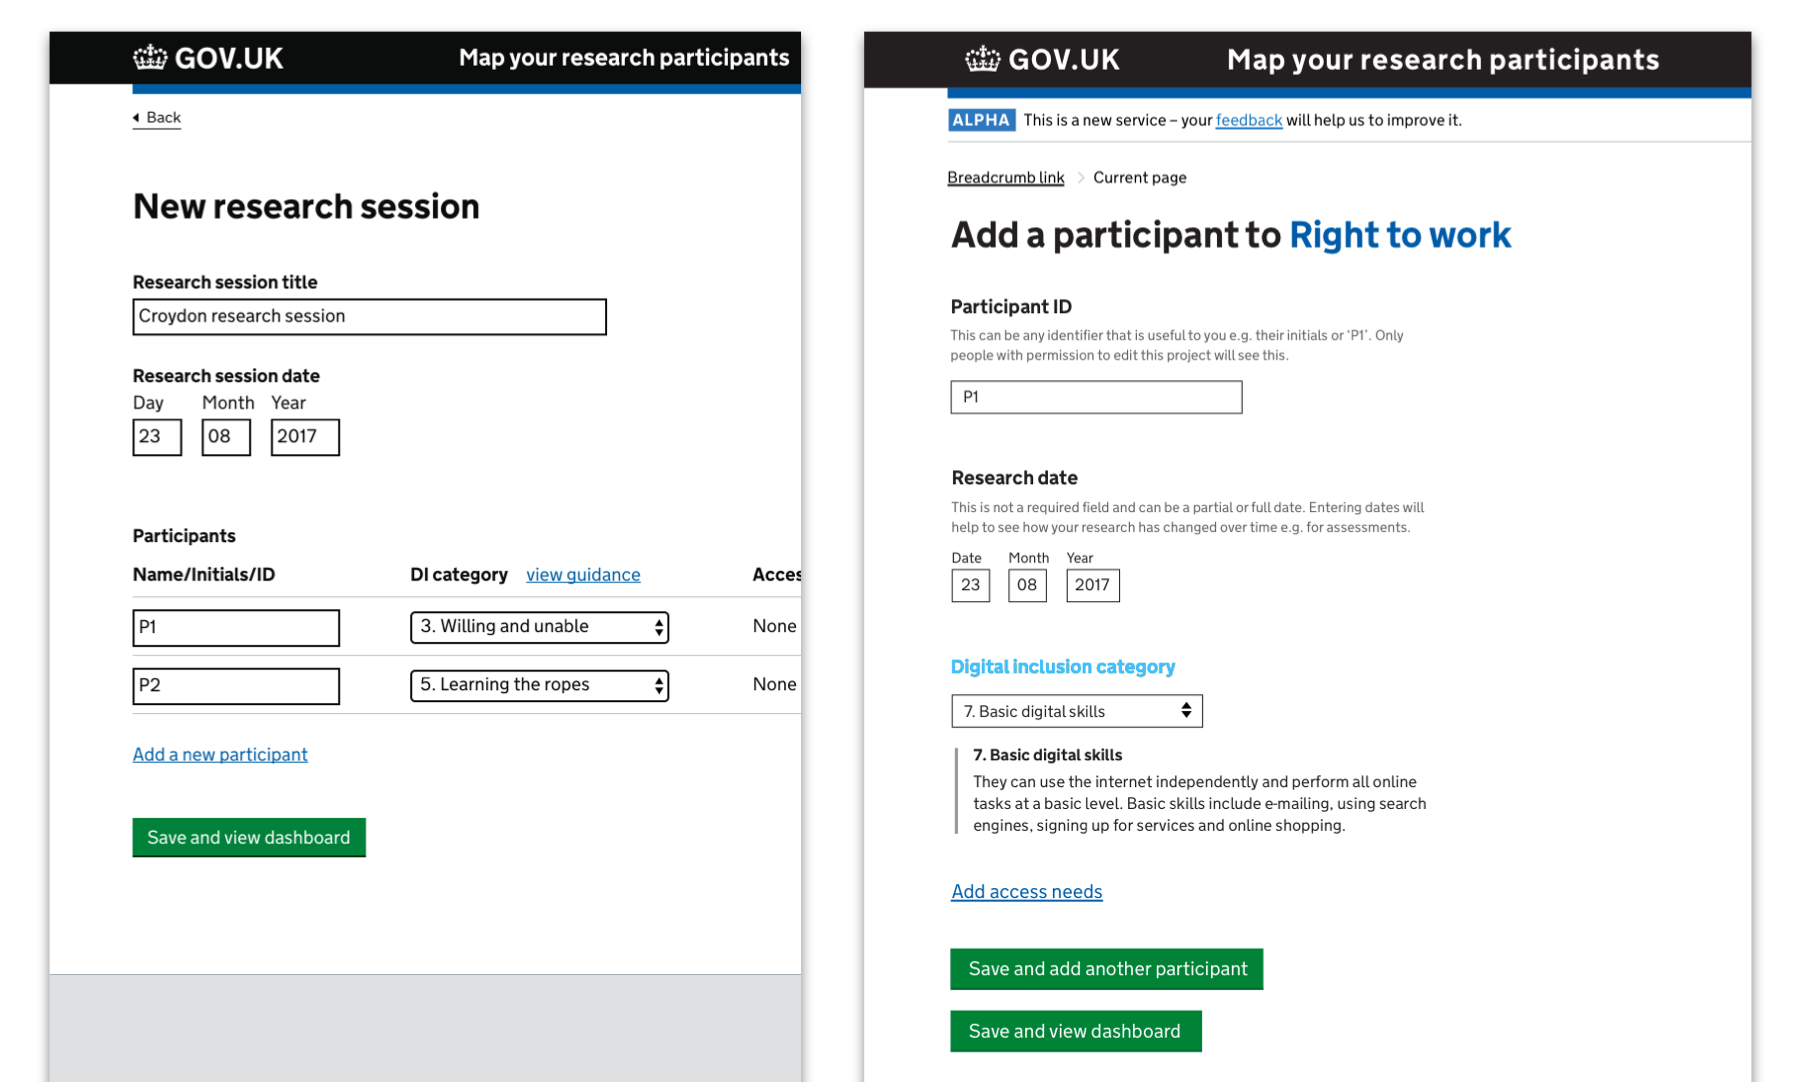 GOV.UK Map your research participants
Back
New research session
Research session title
Croydon research session
Research session date
Day Month Year
23 08 2017
Participants
Name/Initials/ID DI category view guidance Acces
P1 3. Willing and unable None
P2 5. Learning the ropes None
Add a new participant
Save and view dashboard
GOV.UK Map your research participants
ALPHA This is a new service – your feedback will help us to improve it.
Breadcrumb link Current page
Add a participant to Right to work
Participant ID
This can be any identifier that is useful to you e.g. their initials or ‘P1’. Only
people with permission to edit this project will see this.
P1
Research date
This is not a required field and can be a partial or full date. Entering dates will
help to see how your research has changed over time e.g. for assessments.
Date Month Year
23 08 2017
Digital inclusion category
7. Basic digital skills
7. Basic digital skills
They can use the internet independently and perform all online
tasks at a basic level. Basic skills include e-mailing, using search
engines, signing up for services and online shopping.
Add access needs
Save and add another participant
Save and view dashboard